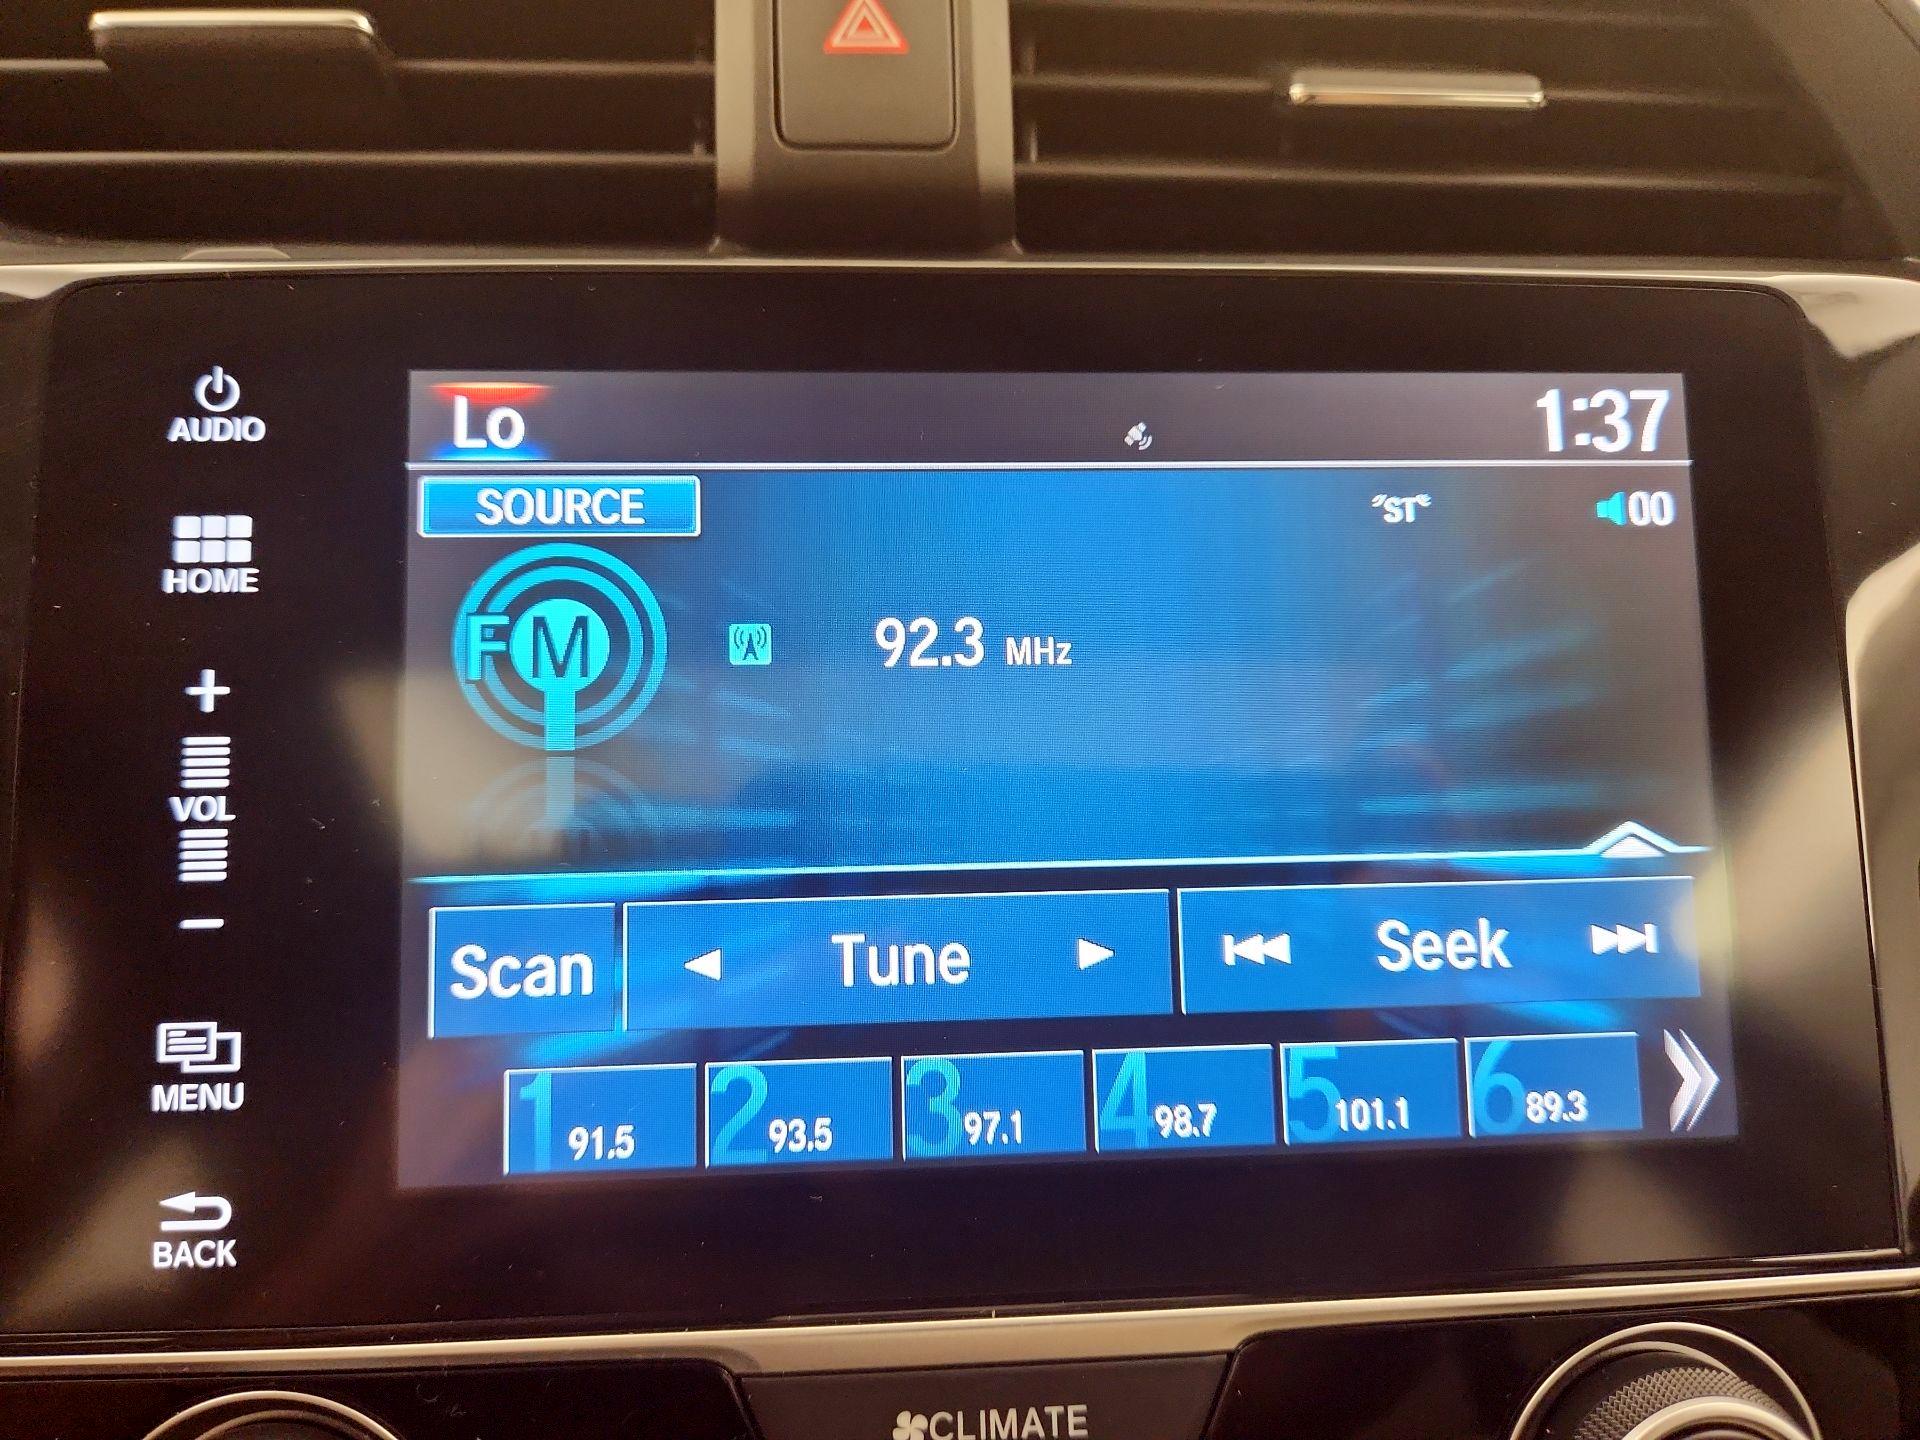 AUDIO
HOME
+
VOL
−
MENU
BACK
Lo
1:37
SOURCE
"ST"
00
FM
92.3 MHz
Scan
Tune
Seek
1 91.5
2 93.5
3 97.1
4 98.7
5 101.1
6 89.3
CLIMATE